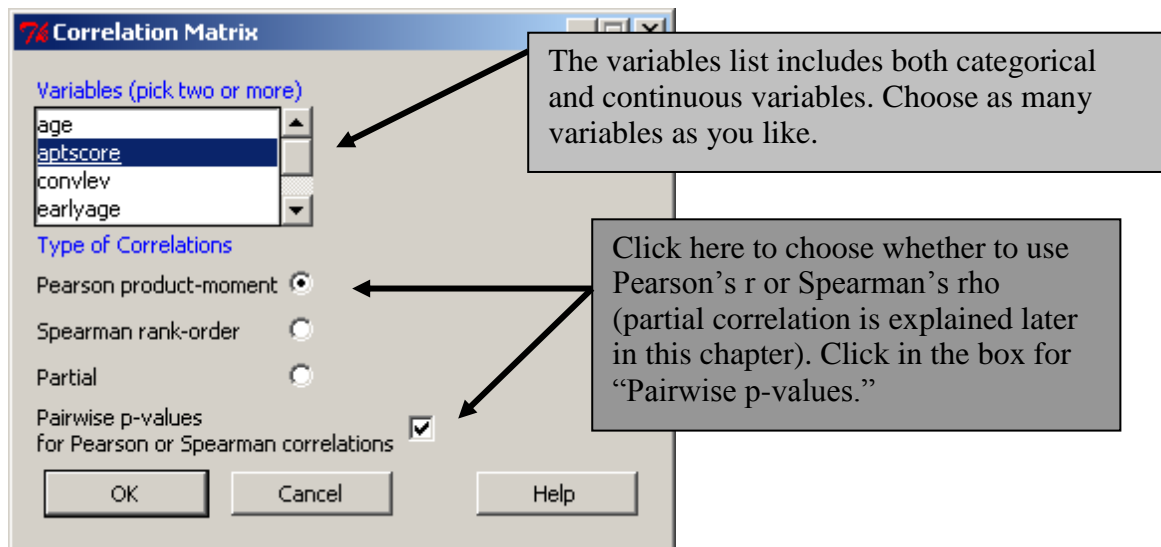 Correlation Matrix
The variables list includes both categorical
and continuous variables. Choose as many
variables as you like.
Variables (pick two or more)
age
aptscore
convlev
earlyage
Type of Correlations
Pearson product-moment
Spearman rank-order
Partial
Pairwise p-values
for Pearson or Spearman correlations
Click here to choose whether to use
Pearson’s r or Spearman’s rho
(partial correlation is explained later
in this chapter). Click in the box for
“Pairwise p-values.”
OK
Cancel
Help